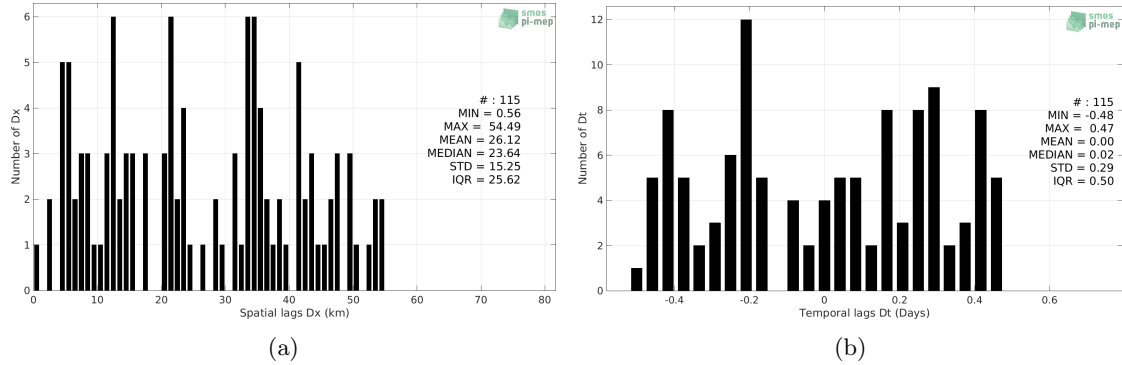 6
5
4
3
2
1
0
Number of Dx
0 10 20 30 40 50 60 70 80
Spatial lags Dx (km)
smos
pi-mep
# : 115
MIN = 0.56
MAX = 54.49
MEAN = 26.12
MEDIAN = 23.64
STD = 15.25
IQR = 25.62
(a)
12
10
8
6
4
2
0
Number of Dt
-0.4 -0.2 0 0.2 0.4 0.6
Temporal lags Dt (Days)
smos
pi-mep
# : 115
MIN = -0.48
MAX = 0.47
MEAN = 0.00
MEDIAN = 0.02
STD = 0.29
IQR = 0.50
(b)